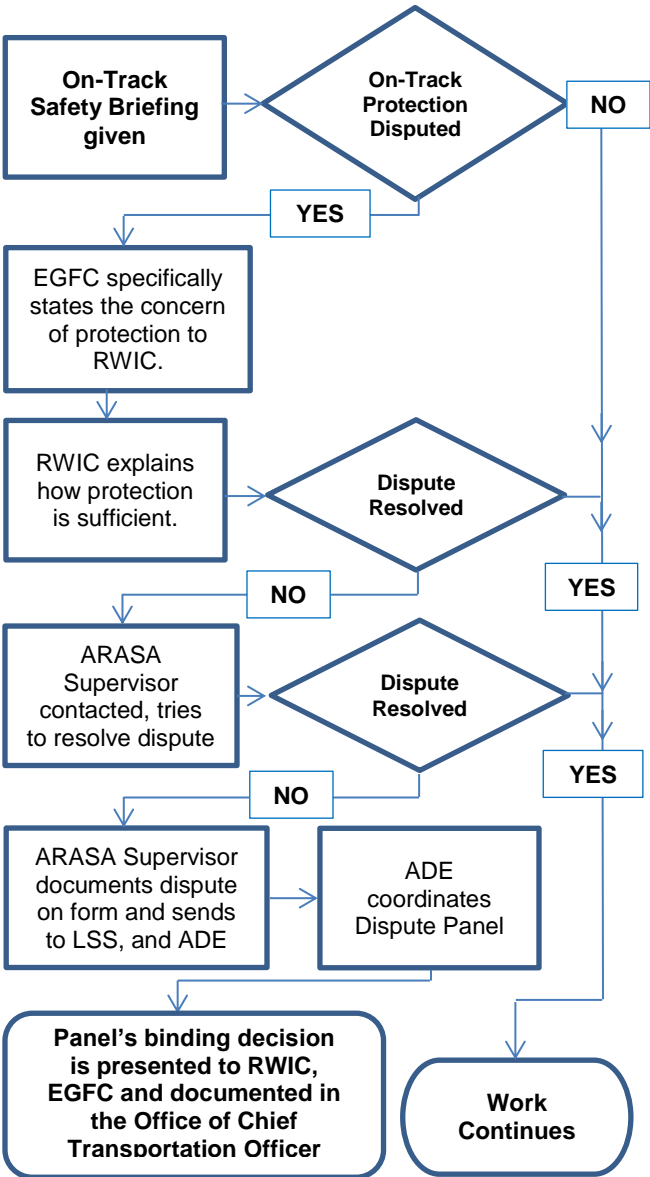 On-Track
Safety Briefing
given
On-Track
Protection
Disputed
NO
YES
EGFC specifically
states the concern
of protection to
RWIC.
RWIC explains
how protection
is sufficient.
Dispute
Resolved
NO
YES
ARASA
Supervisor
contacted, tries
to resolve dispute
Dispute
Resolved
NO
YES
ARASA Supervisor
documents dispute
on form and sends
to LSS, and ADE
ADE
coordinates
Dispute Panel
Panel's binding decision
is presented to RWIC,
EGFC and documented in
the Office of Chief
Transportation Officer
Work
Continues